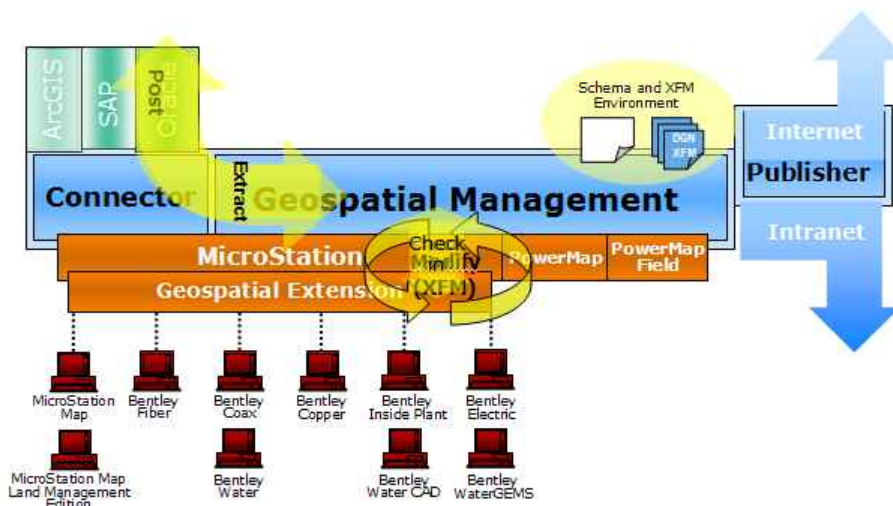 ArcGIS
SAP
Oracle
Post
Extract
Schema and XFM
Environment
DGN
XFM
Internet
Publisher
Intranet
Connector
Geospatial Management
MicroStation
Check
in
PowerMap
PowerMap
Field
Geospatial Extension (XFM)
MicroStation
Map
Bentley
Fiber
Bentley
Coax
Bentley
Copper
Bentley
Inside Plant
Bentley
Electric
MicroStation Map
Land Management
Edition
Bentley
Water
Bentley
Water CAD
Bentley
WaterGEMS